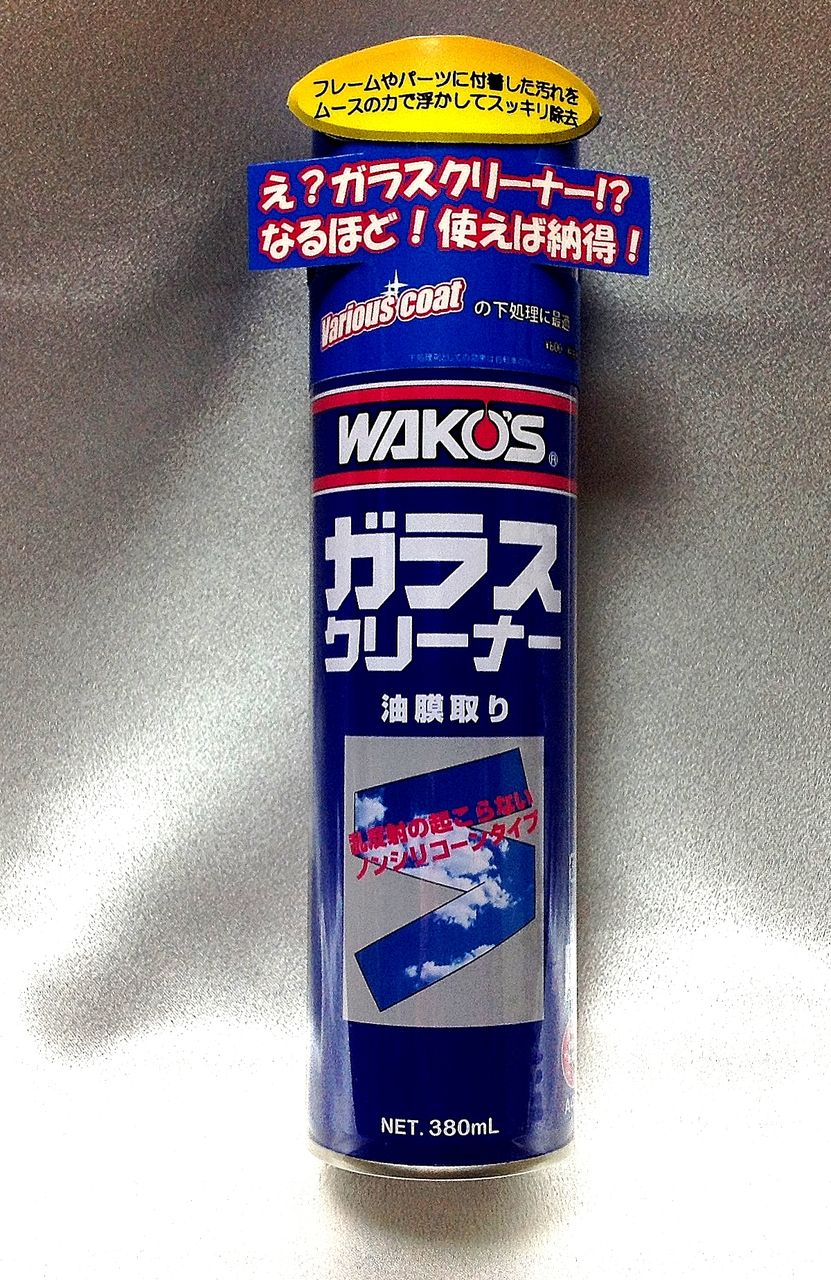 フレームやパーツに付着した汚れを
ムースの力で浮かしてスッキリ除去
え？ガラスクリーナー!?
なるほど！使えば納得！
Various coat の下処理に最適
WAKO'S ®
ガラス
クリーナー
油膜取り
乱反射の起こらない
ノンシリコーンタイプ
NET. 380mL